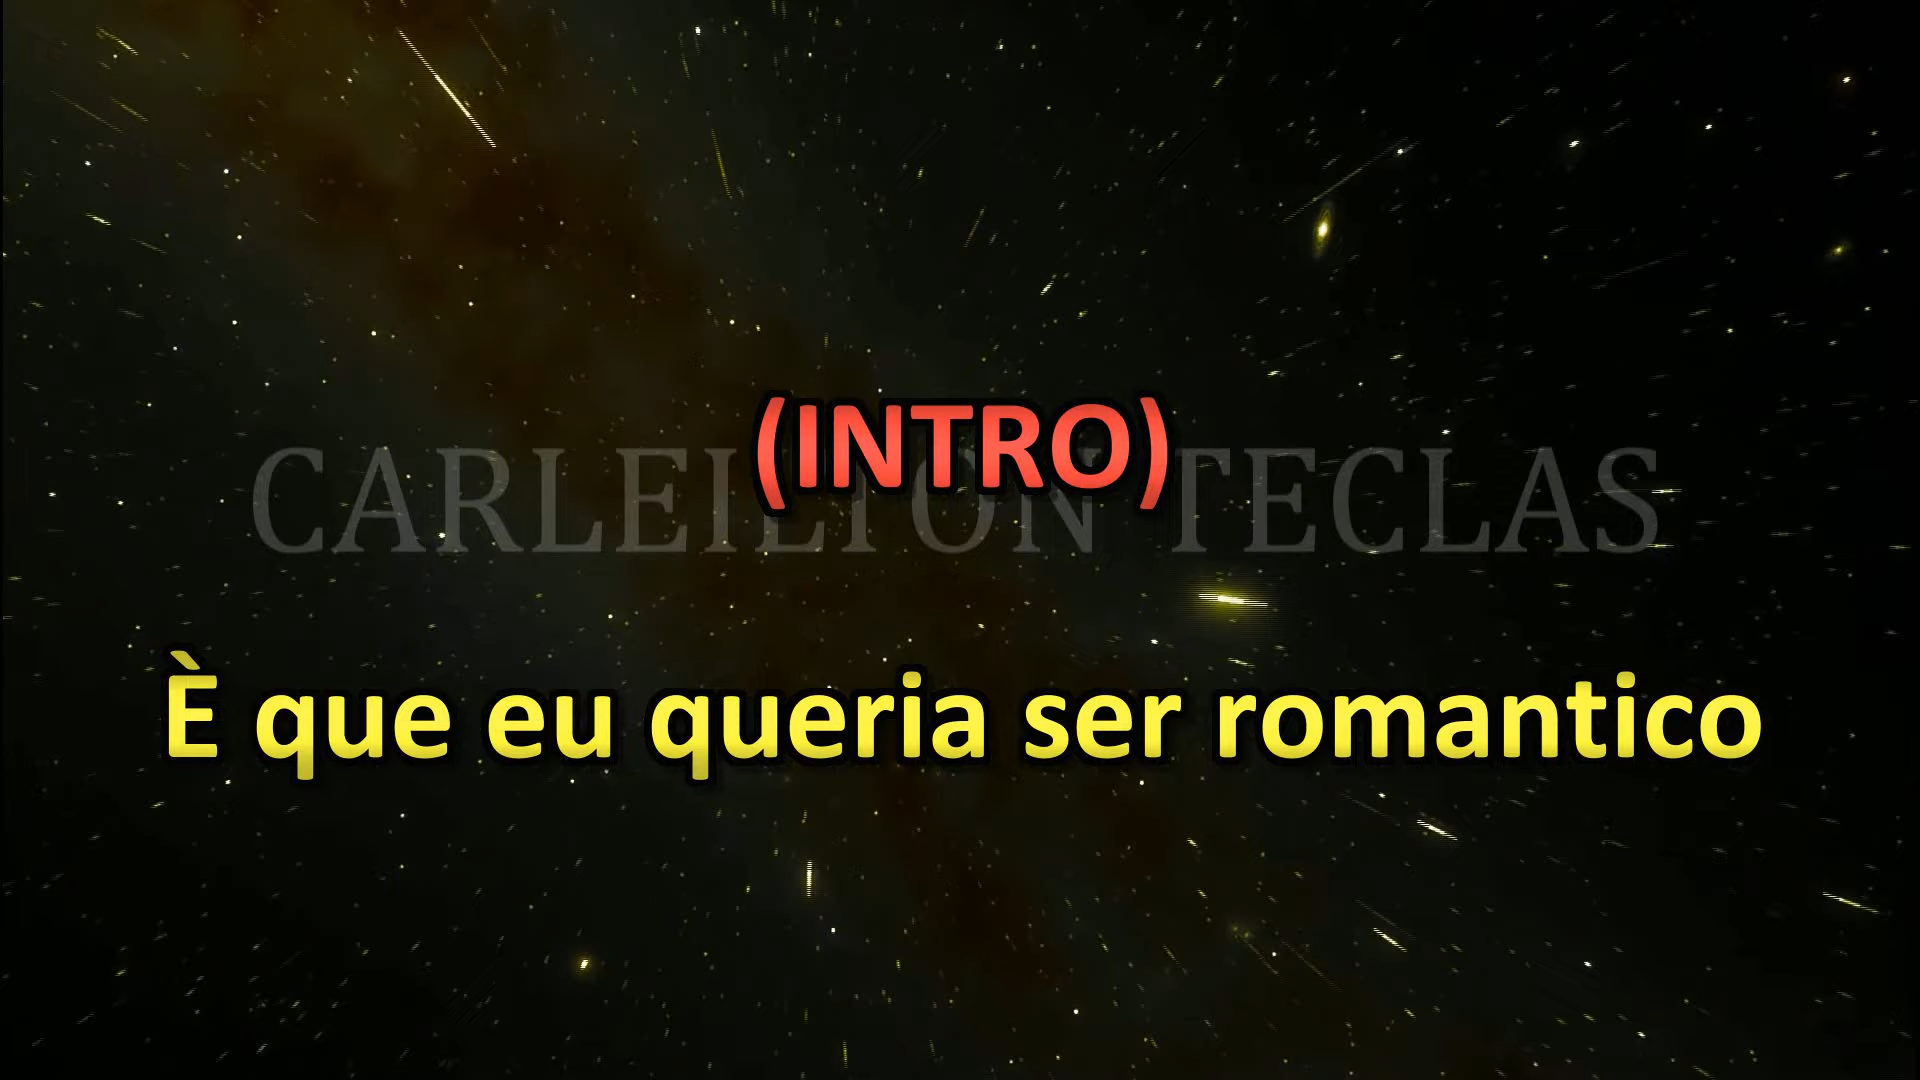 (INTRO)
CARLEILTON TECLAS
È que eu queria ser romantico